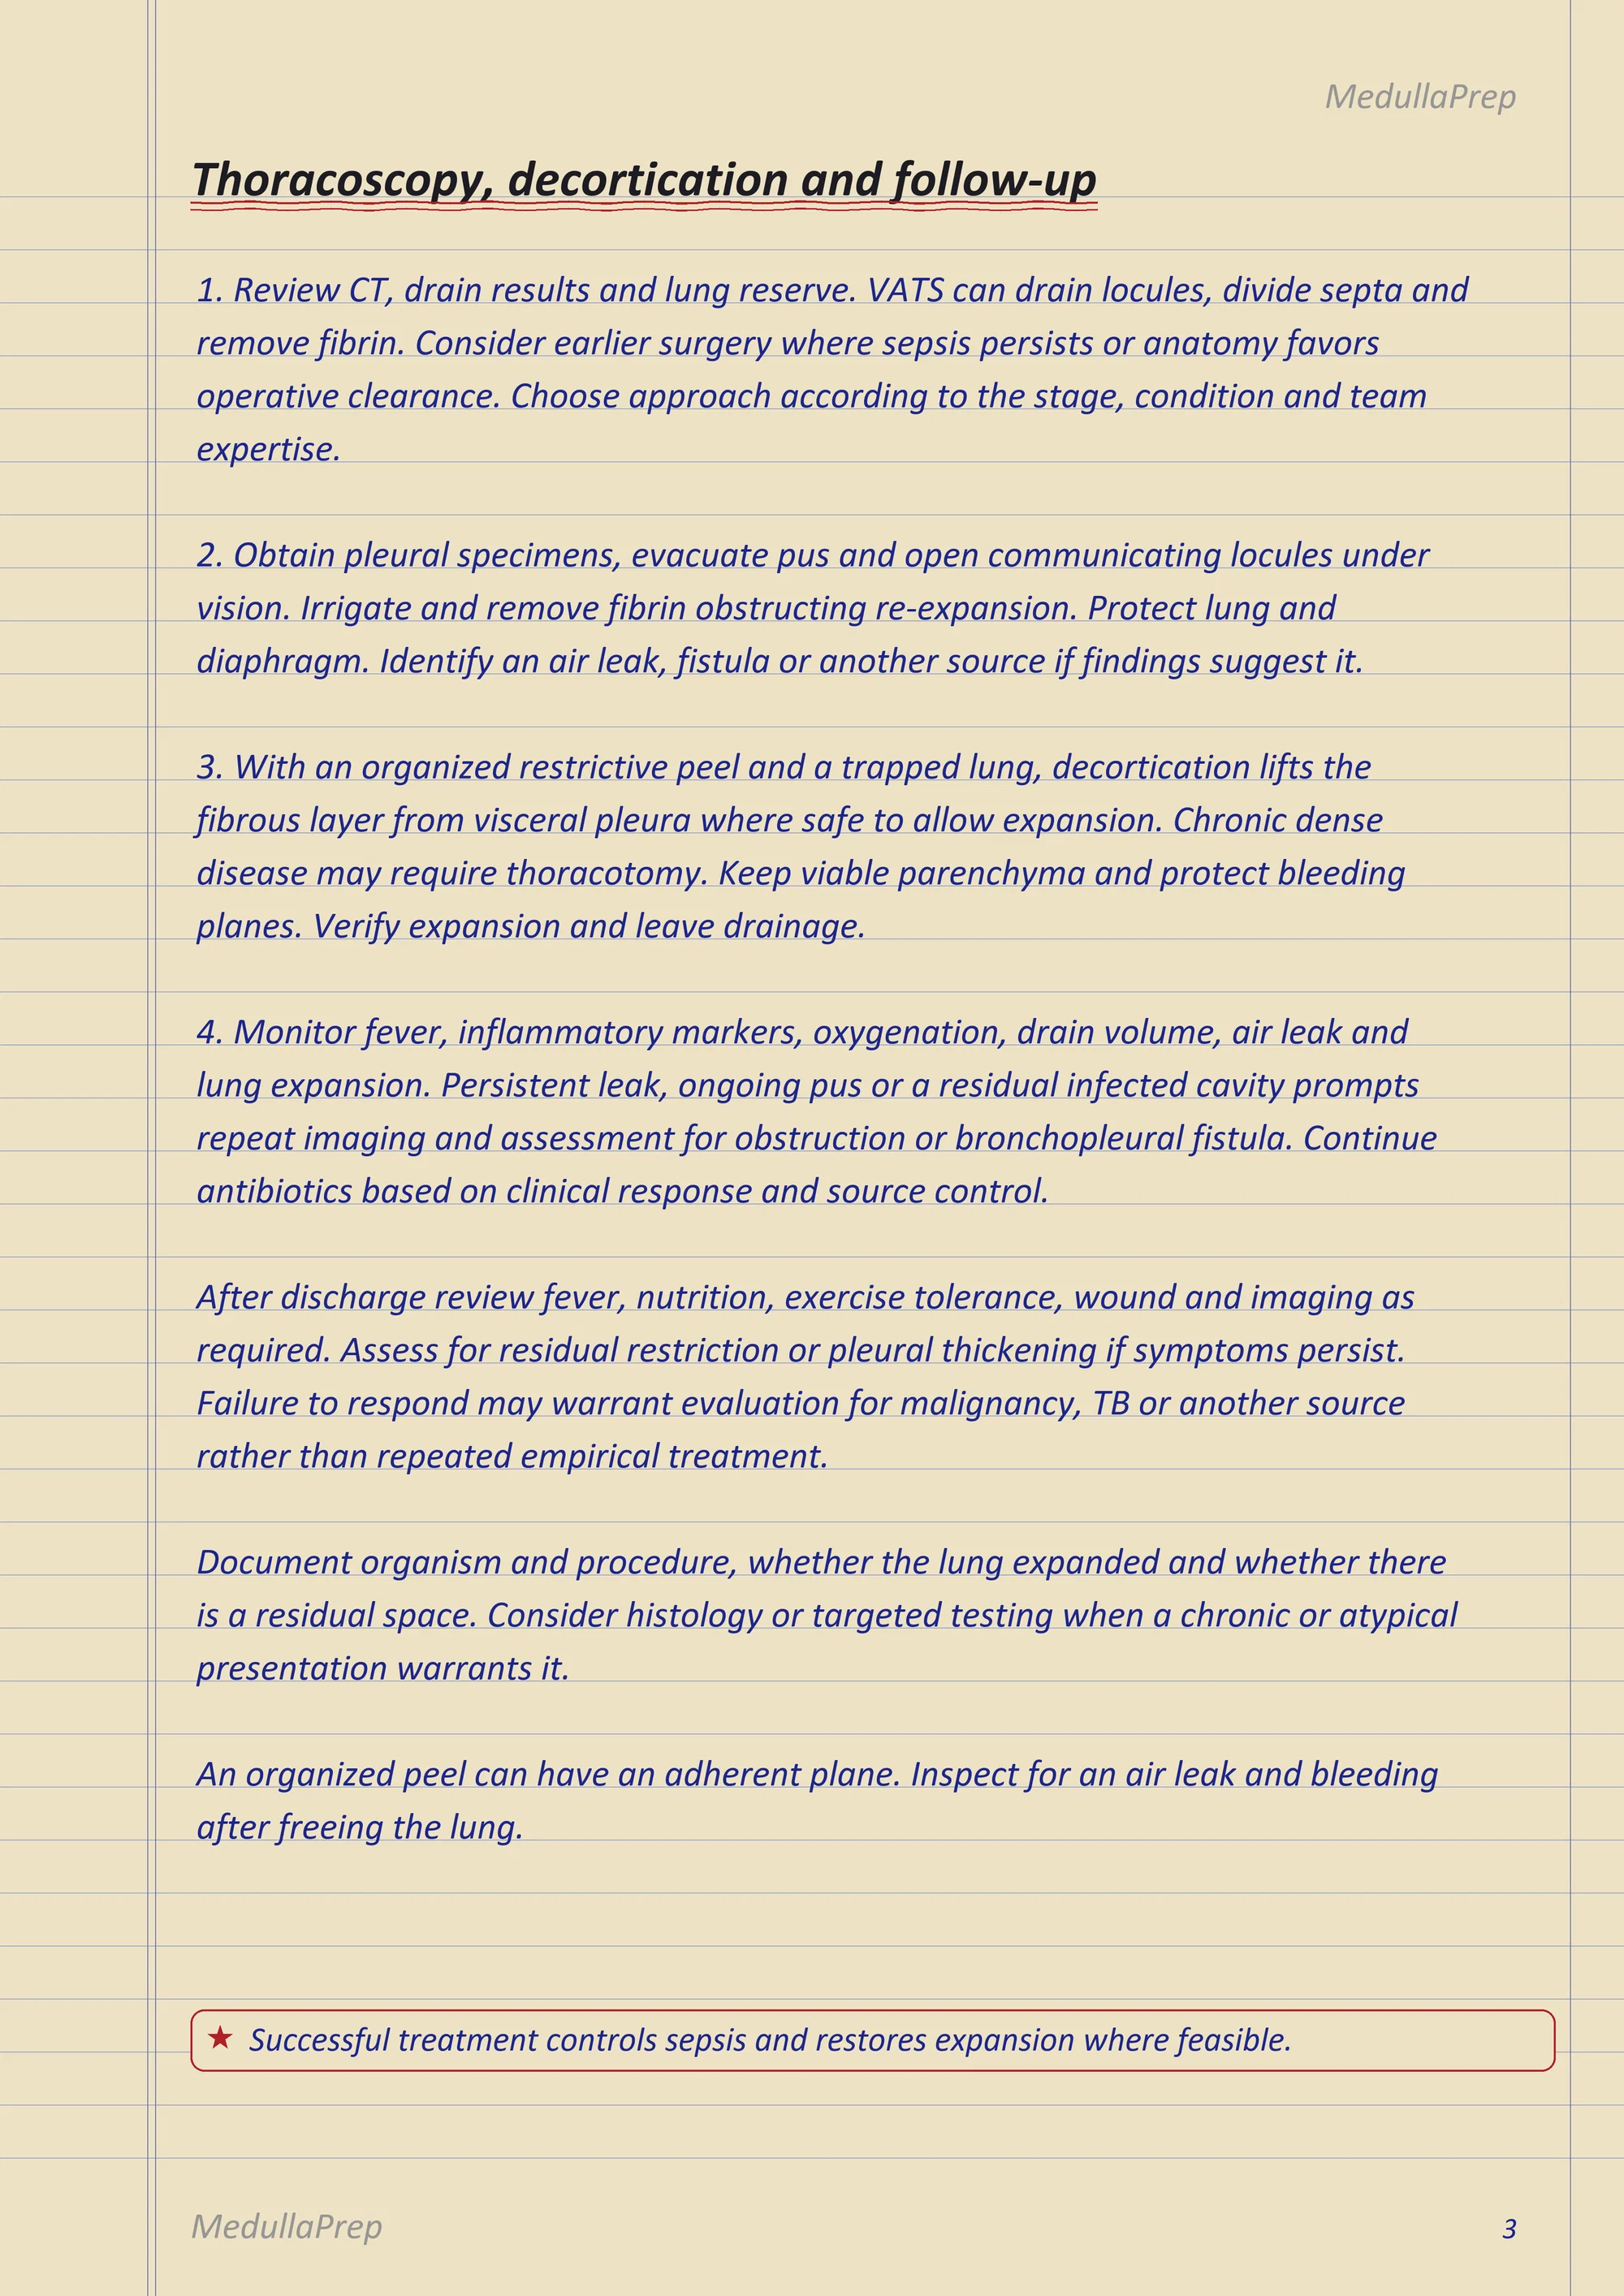 MedullaPrep
Thoracoscopy, decortication and follow-up
1. Review CT, drain results and lung reserve. VATS can drain locules, divide septa and
remove fibrin. Consider earlier surgery where sepsis persists or anatomy favors
operative clearance. Choose approach according to the stage, condition and team
expertise.
2. Obtain pleural specimens, evacuate pus and open communicating locules under
vision. Irrigate and remove fibrin obstructing re-expansion. Protect lung and
diaphragm. Identify an air leak, fistula or another source if findings suggest it.
3. With an organized restrictive peel and a trapped lung, decortication lifts the
fibrous layer from visceral pleura where safe to allow expansion. Chronic dense
disease may require thoracotomy. Keep viable parenchyma and protect bleeding
planes. Verify expansion and leave drainage.
4. Monitor fever, inflammatory markers, oxygenation, drain volume, air leak and
lung expansion. Persistent leak, ongoing pus or a residual infected cavity prompts
repeat imaging and assessment for obstruction or bronchopleural fistula. Continue
antibiotics based on clinical response and source control.
After discharge review fever, nutrition, exercise tolerance, wound and imaging as
required. Assess for residual restriction or pleural thickening if symptoms persist.
Failure to respond may warrant evaluation for malignancy, TB or another source
rather than repeated empirical treatment.
Document organism and procedure, whether the lung expanded and whether there
is a residual space. Consider histology or targeted testing when a chronic or atypical
presentation warrants it.
An organized peel can have an adherent plane. Inspect for an air leak and bleeding
after freeing the lung.
★ Successful treatment controls sepsis and restores expansion where feasible.
MedullaPrep
3